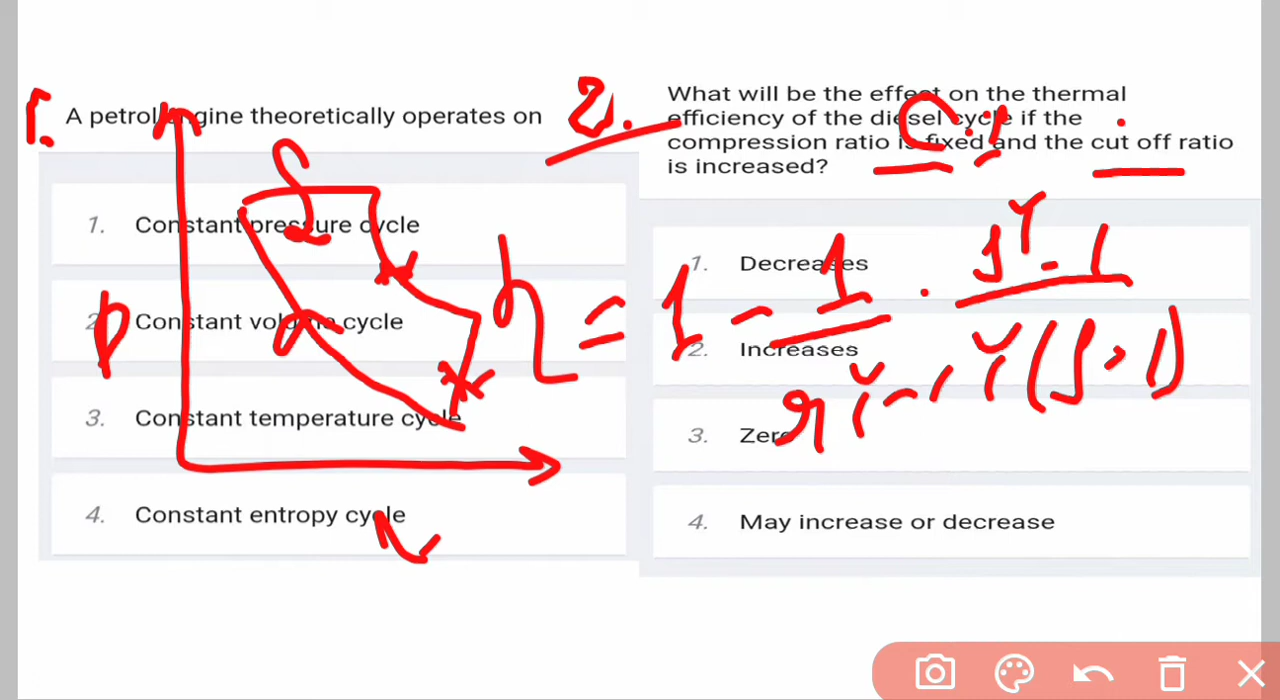 1.
A petrol engine theoretically operates on
1. Constant pressure cycle
2. Constant volume cycle
3. Constant temperature cycle
4. Constant entropy cycle
p
2.
What will be the effect on the thermal
efficiency of the diesel cycle if the
compression ratio is fixed and the cut off ratio
is increased?
1. Decreases
2. Increases
3. Zero
4. May increase or decrease